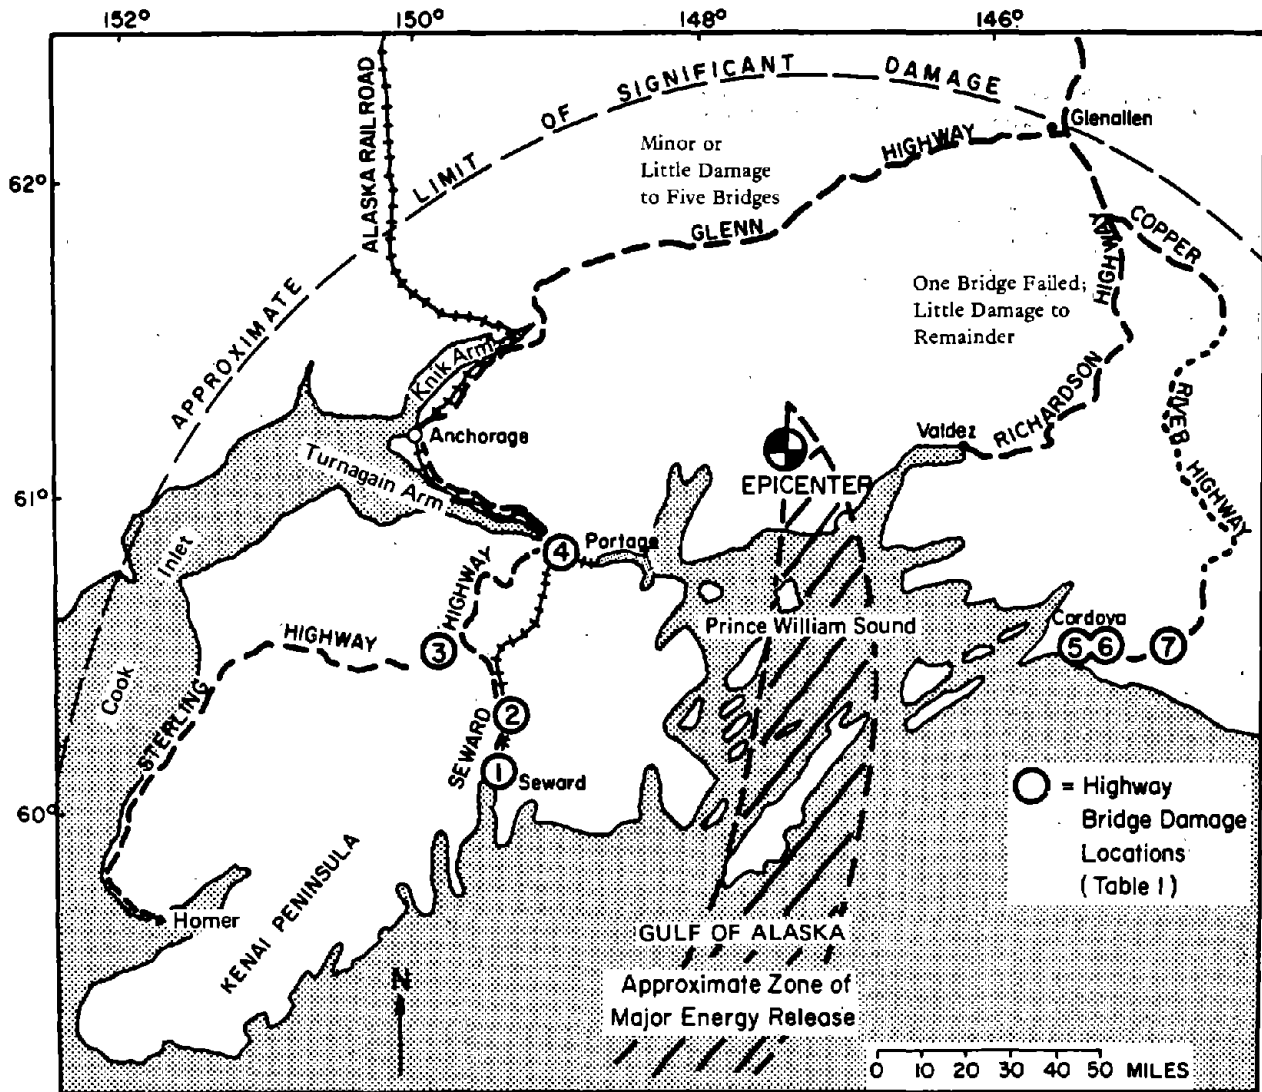 152°
150°
148°
146°
62°
61°
60°
ALASKA RAILROAD
APPROXIMATE LIMIT OF SIGNIFICANT DAMAGE
Minor or
Little Damage
to Five Bridges
GLENN HIGHWAY
Glenallen
COPPER RIVER HIGHWAY
RICHARDSON HIGHWAY
One Bridge Failed;
Little Damage to
Remainder
Knik Arm
Anchorage
Turnagain Arm
Valdez
EPICENTER
Cook Inlet
4
Portage
HIGHWAY
SEWARD
STERLING HIGHWAY
3
2
1
Seward
Prince William Sound
Cordova
5
6
7
Homer
KENAI PENINSULA
N
GULF OF ALASKA
Approximate Zone of
Major Energy Release
= Highway
Bridge Damage
Locations
(Table 1)
0 10 20 30 40 50 MILES